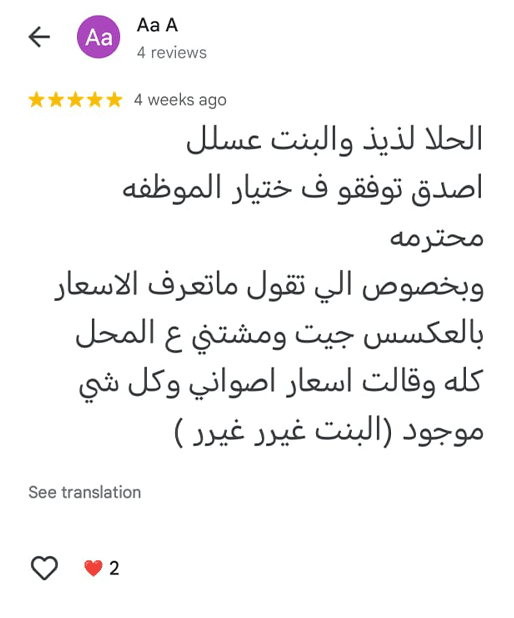 Aa
Aa A
4 reviews
4 weeks ago
الحلا لذيذ والبنت عسلل
اصدق توفقو ف ختيار الموظفه
محترمه
وبخصوص الي تقول ماتعرف الاسعار
بالعكسس جيت ومشتني ع المحل
كله وقالت اسعار اصواني وكل شي
موجود (البنت غيرر غيرر )
See translation
2